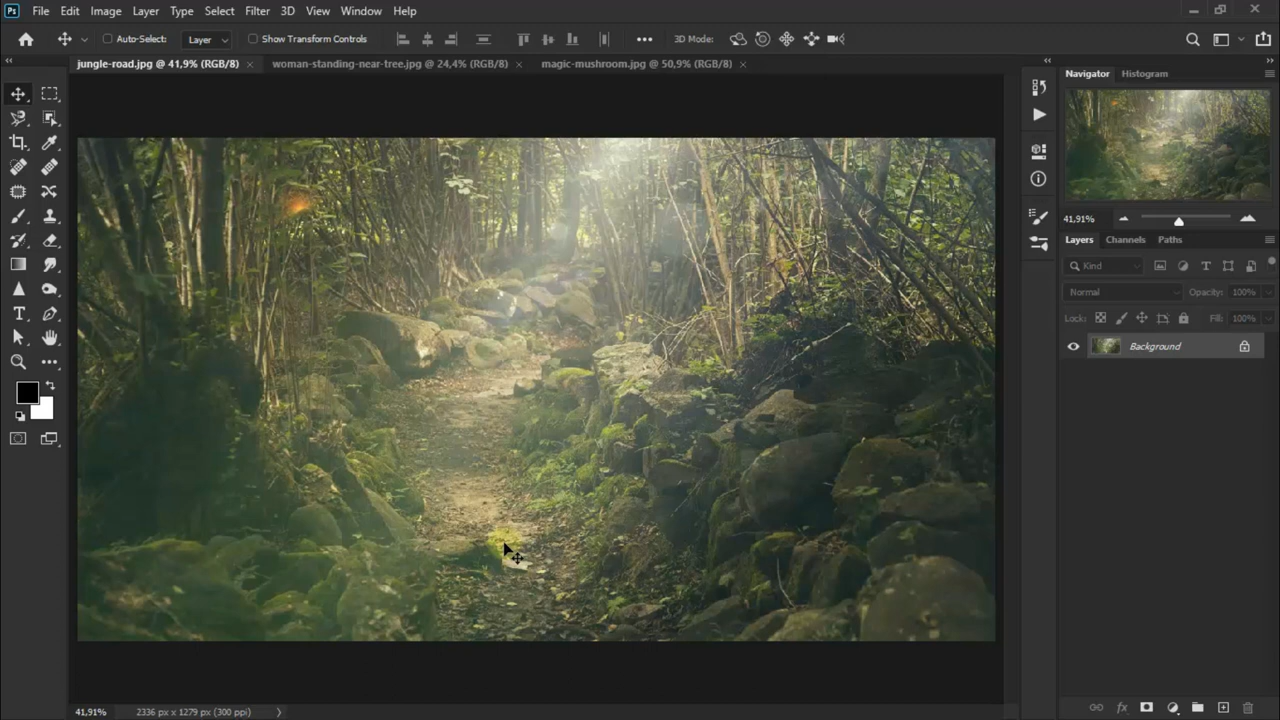 Ps File Edit Image Layer Type Select Filter 3D View Window Help
Auto-Select: Layer Show Transform Controls 3D Mode:
jungle-road.jpg @ 41,9% (RGB/8) woman-standing-near-tree.jpg @ 24,4% (RGB/8) magic-mushroom.jpg @ 50,9% (RGB/8)
Navigator Histogram
41,91%
Layers Channels Paths
Kind
Normal Opacity: 100%
Lock: Fill: 100%
Background
41,91% 2336 px x 1279 px (300 ppi)